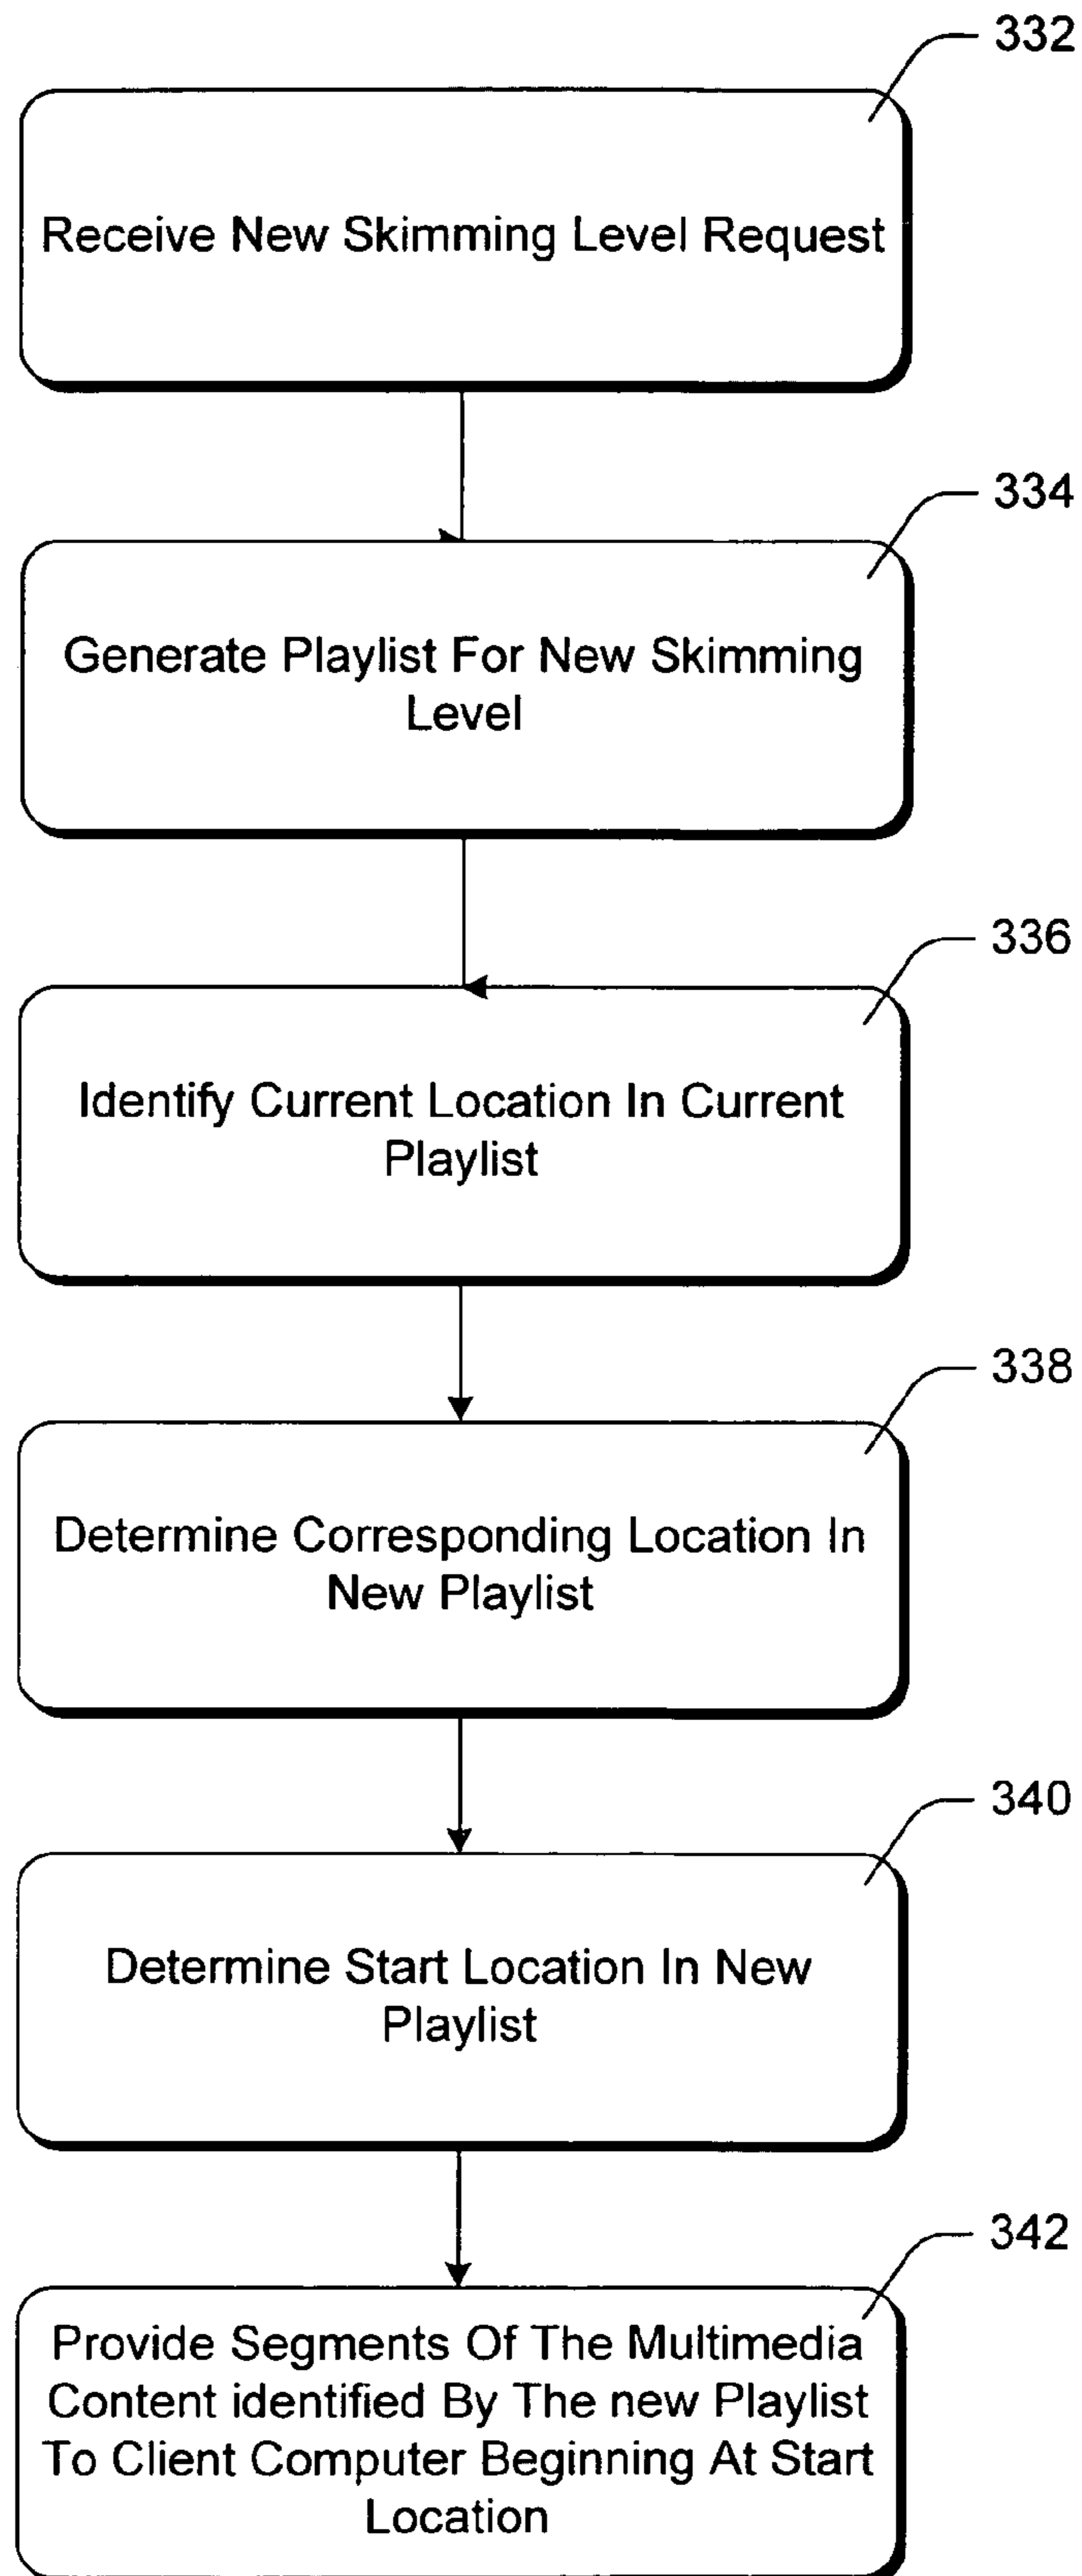 332
Receive New Skimming Level Request
334
Generate Playlist For New Skimming
Level
336
Identify Current Location In Current
Playlist
338
Determine Corresponding Location In
New Playlist
340
Determine Start Location In New
Playlist
342
Provide Segments Of The Multimedia
Content identified By The new Playlist
To Client Computer Beginning At Start
Location